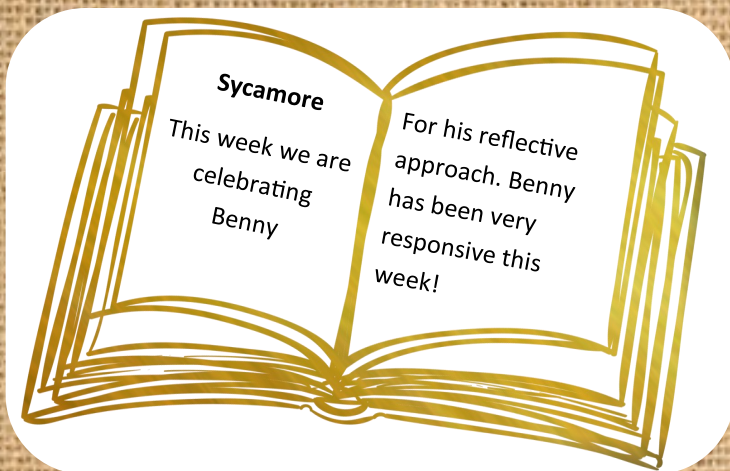 Sycamore
This week we are
celebrating
Benny
For his reflective
approach. Benny
has been very
responsive this
week!